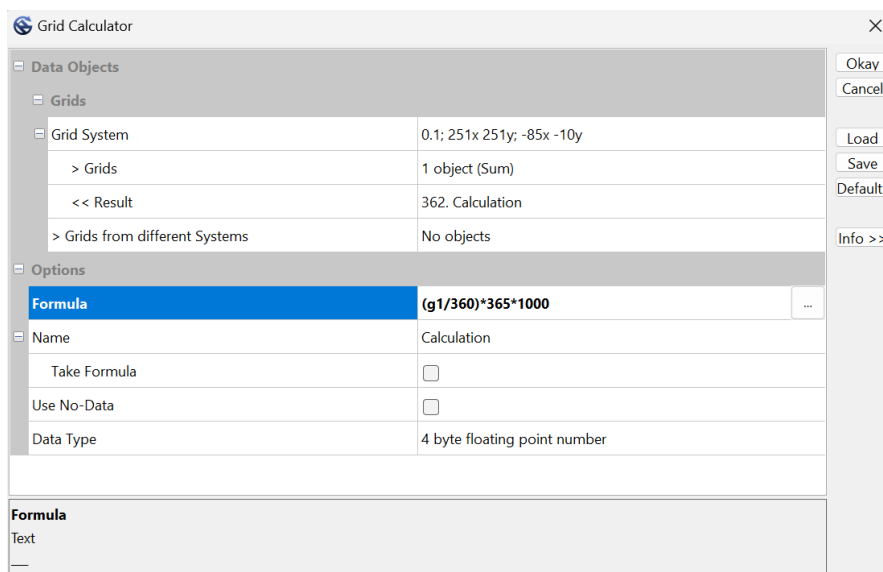 Grid Calculator
Data Objects
Okay
Cancel
Grids
Grid System 0.1; 251x 251y; -85x -10y
Load
> Grids 1 object (Sum)
Save
<< Result 362. Calculation
Default
> Grids from different Systems No objects
Info >>
Options
Formula (g1/360)*365*1000 ...
Name Calculation
Take Formula
Use No-Data
Data Type 4 byte floating point number
Formula
Text